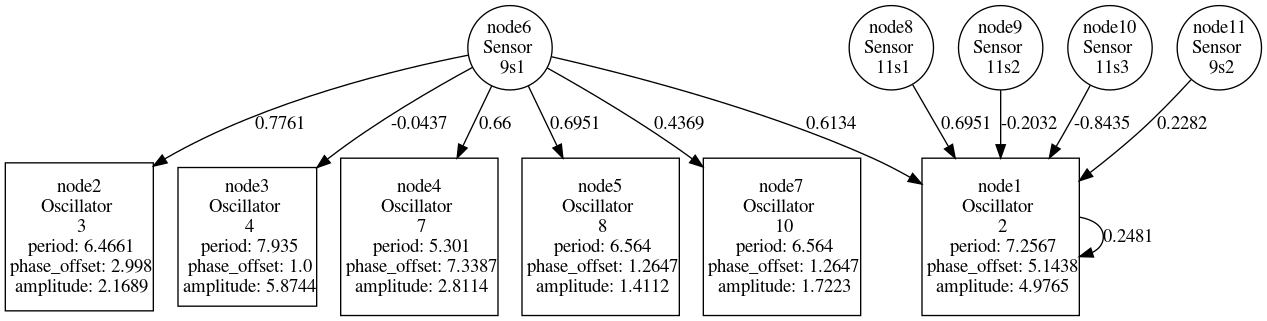 node6
Sensor
9s1
node8
Sensor
11s1
node9
Sensor
11s2
node10
Sensor
11s3
node11
Sensor
9s2
0.7761
-0.0437
0.66
0.6951
0.4369
0.6134
0.6951
-0.2032
-0.8435
0.2282
node2
Oscillator
3
period: 6.4661
phase_offset: 2.998
amplitude: 2.1689
node3
Oscillator
4
period: 7.935
phase_offset: 1.0
amplitude: 5.8744
node4
Oscillator
7
period: 5.301
phase_offset: 7.3387
amplitude: 2.8114
node5
Oscillator
8
period: 6.564
phase_offset: 1.2647
amplitude: 1.4112
node7
Oscillator
10
period: 6.564
phase_offset: 1.2647
amplitude: 1.7223
node1
Oscillator
2
period: 7.2567
phase_offset: 5.1438
amplitude: 4.9765
0.2481